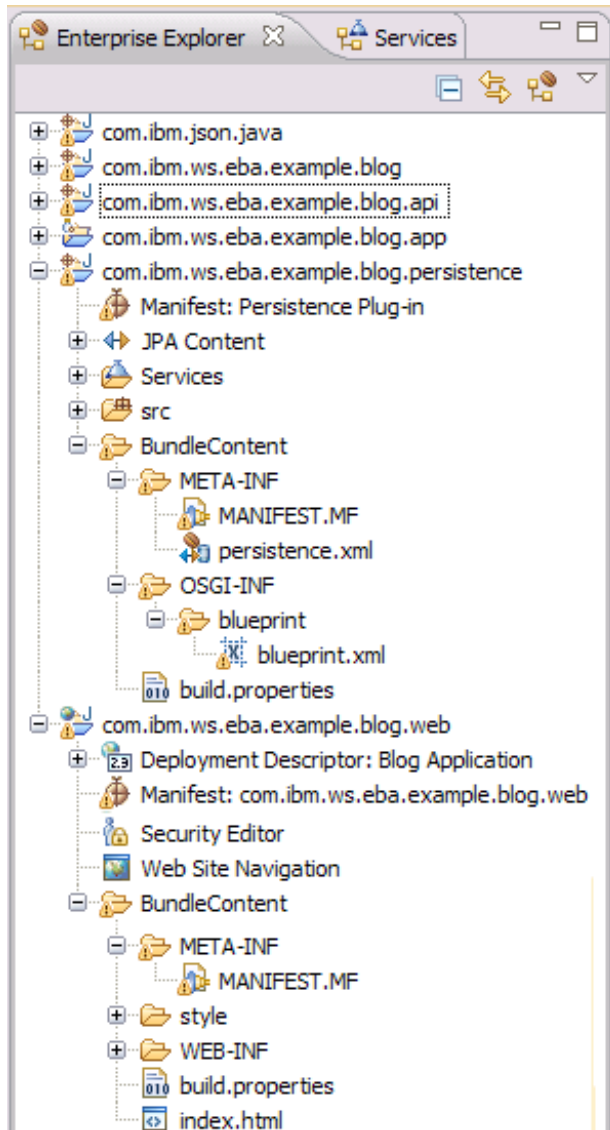 Enterprise Explorer Services
com.ibm.json.java
com.ibm.ws.eba.example.blog
com.ibm.ws.eba.example.blog.api
com.ibm.ws.eba.example.blog.app
com.ibm.ws.eba.example.blog.persistence
Manifest: Persistence Plug-in
JPA Content
Services
src
BundleContent
META-INF
MANIFEST.MF
persistence.xml
OSGI-INF
blueprint
blueprint.xml
010 build.properties
com.ibm.ws.eba.example.blog.web
2.3 Deployment Descriptor: Blog Application
Manifest: com.ibm.ws.eba.example.blog.web
Security Editor
Web Site Navigation
BundleContent
META-INF
MANIFEST.MF
style
WEB-INF
010 build.properties
index.html